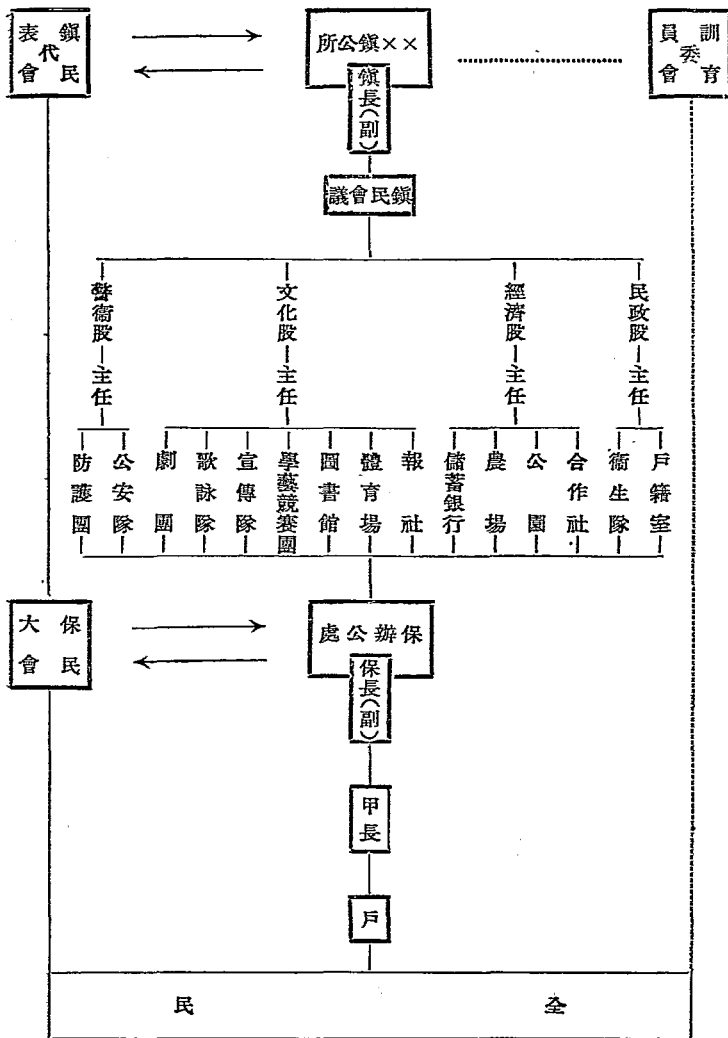 訓育委員會
××鎮公所
鎮民代表會
鎮長（副）
鎮民會議
民政股
主任
經濟股
主任
文化股
主任
警衞股
主任
戶籍室
衞生隊
合作社
公園
農場
儲蓄銀行
報社
體育場
圖書館
學藝競賽團
宣傳隊
歌詠隊
劇團
公安隊
防護團
保辦公處
保民大會
保長（副）
甲長
戶
全民